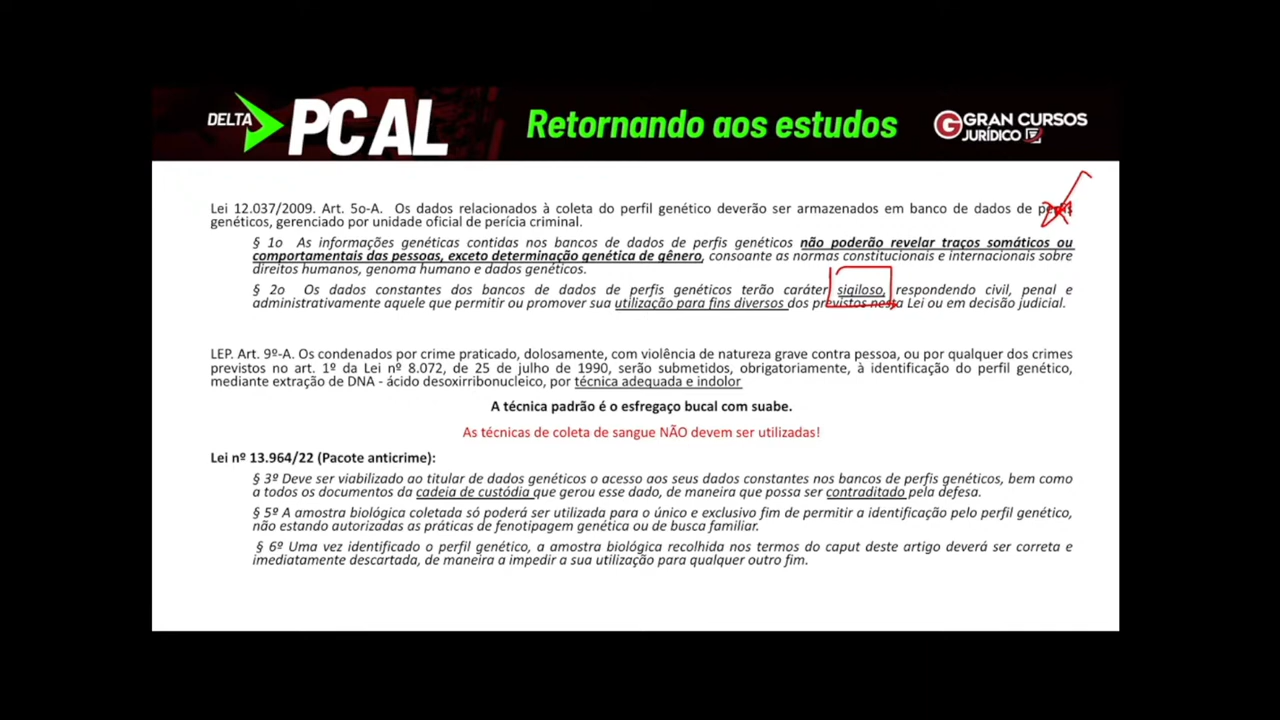 DELTA PC AL
Retornando aos estudos
GRAN CURSOS
JURÍDICO
Lei 12.037/2009. Art. 5o-A. Os dados relacionados à coleta do perfil genético deverão ser armazenados em banco de dados de perfis
genéticos, gerenciado por unidade oficial de perícia criminal.
§ 1o As informações genéticas contidas nos bancos de dados de perfis genéticos não poderão revelar traços somáticos ou
comportamentais das pessoas, exceto determinação genética de gênero, consoante as normas constitucionais e internacionais sobre
direitos humanos, genoma humano e dados genéticos.
§ 2o Os dados constantes dos bancos de dados de perfis genéticos terão caráter sigiloso, respondendo civil, penal e
administrativamente aquele que permitir ou promover sua utilização para fins diversos dos previstos nesta Lei ou em decisão judicial.
LEP. Art. 9º-A. Os condenados por crime praticado, dolosamente, com violência de natureza grave contra pessoa, ou por qualquer dos crimes
previstos no art. 1º da Lei nº 8.072, de 25 de julho de 1990, serão submetidos, obrigatoriamente, à identificação do perfil genético,
mediante extração de DNA - ácido desoxirribonucleico, por técnica adequada e indolor
A técnica padrão é o esfregaço bucal com suabe.
As técnicas de coleta de sangue NÃO devem ser utilizadas!
Lei nº 13.964/22 (Pacote anticrime):
§ 3º Deve ser viabilizado ao titular de dados genéticos o acesso aos seus dados constantes nos bancos de perfis genéticos, bem como
a todos os documentos da cadeia de custódia que gerou esse dado, de maneira que possa ser contraditado pela defesa.
§ 5º A amostra biológica coletada só poderá ser utilizada para o único e exclusivo fim de permitir a identificação pelo perfil genético,
não estando autorizadas as práticas de fenotipagem genética ou de busca familiar.
§ 6º Uma vez identificado o perfil genético, a amostra biológica recolhida nos termos do caput deste artigo deverá ser correta e
imediatamente descartada, de maneira a impedir a sua utilização para qualquer outro fim.